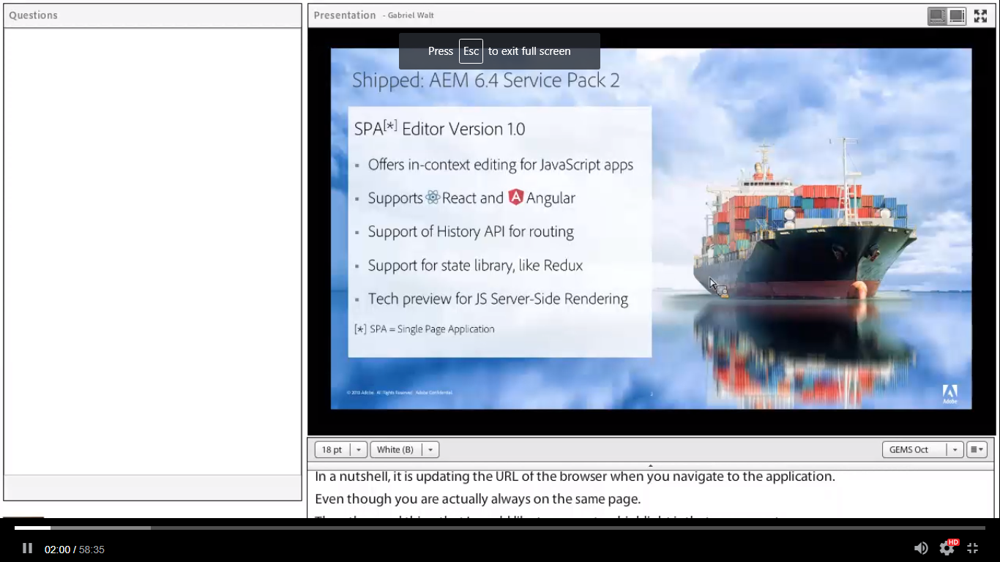 Questions
Presentation - Gabriel Walt
Press Esc to exit full screen
Shipped: AEM 6.4 Service Pack 2
SPA[*] Editor Version 1.0
▪ Offers in-context editing for JavaScript apps
▪ Supports React and Angular
▪ Support of History API for routing
▪ Support for state library, like Redux
▪ Tech preview for JS Server-Side Rendering
[*] SPA = Single Page Application
Adobe. All Rights Reserved. Adobe Confidential.
Adobe
18 pt White (B) GEMS Oct
In a nutshell, it is updating the URL of the browser when you navigate to the application.
Even though you are actually always on the same page.
02:00 / 58:35
HD